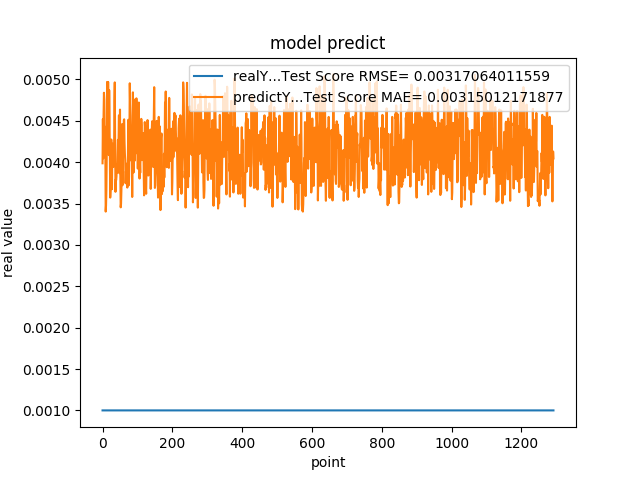 model predict
realY...Test Score RMSE= 0.00317064011559
predictY...Test Score MAE= 0.00315012171877
0.0050
0.0045
0.0040
0.0035
0.0030
0.0025
0.0020
0.0015
0.0010
real value
0 200 400 600 800 1000 1200
point